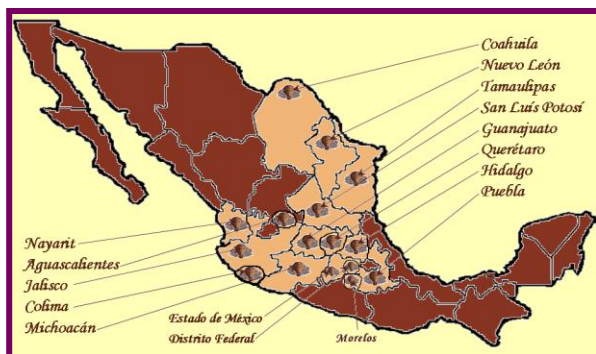 Coahuila
Nuevo León
Tamaulipas
San Luís Potosí
Guanajuato
Querétaro
Hidalgo
Puebla
Nayarit
Aguascalientes
Jalisco
Colima
Michoacán
Estado de México
Distrito Federal
Morelos